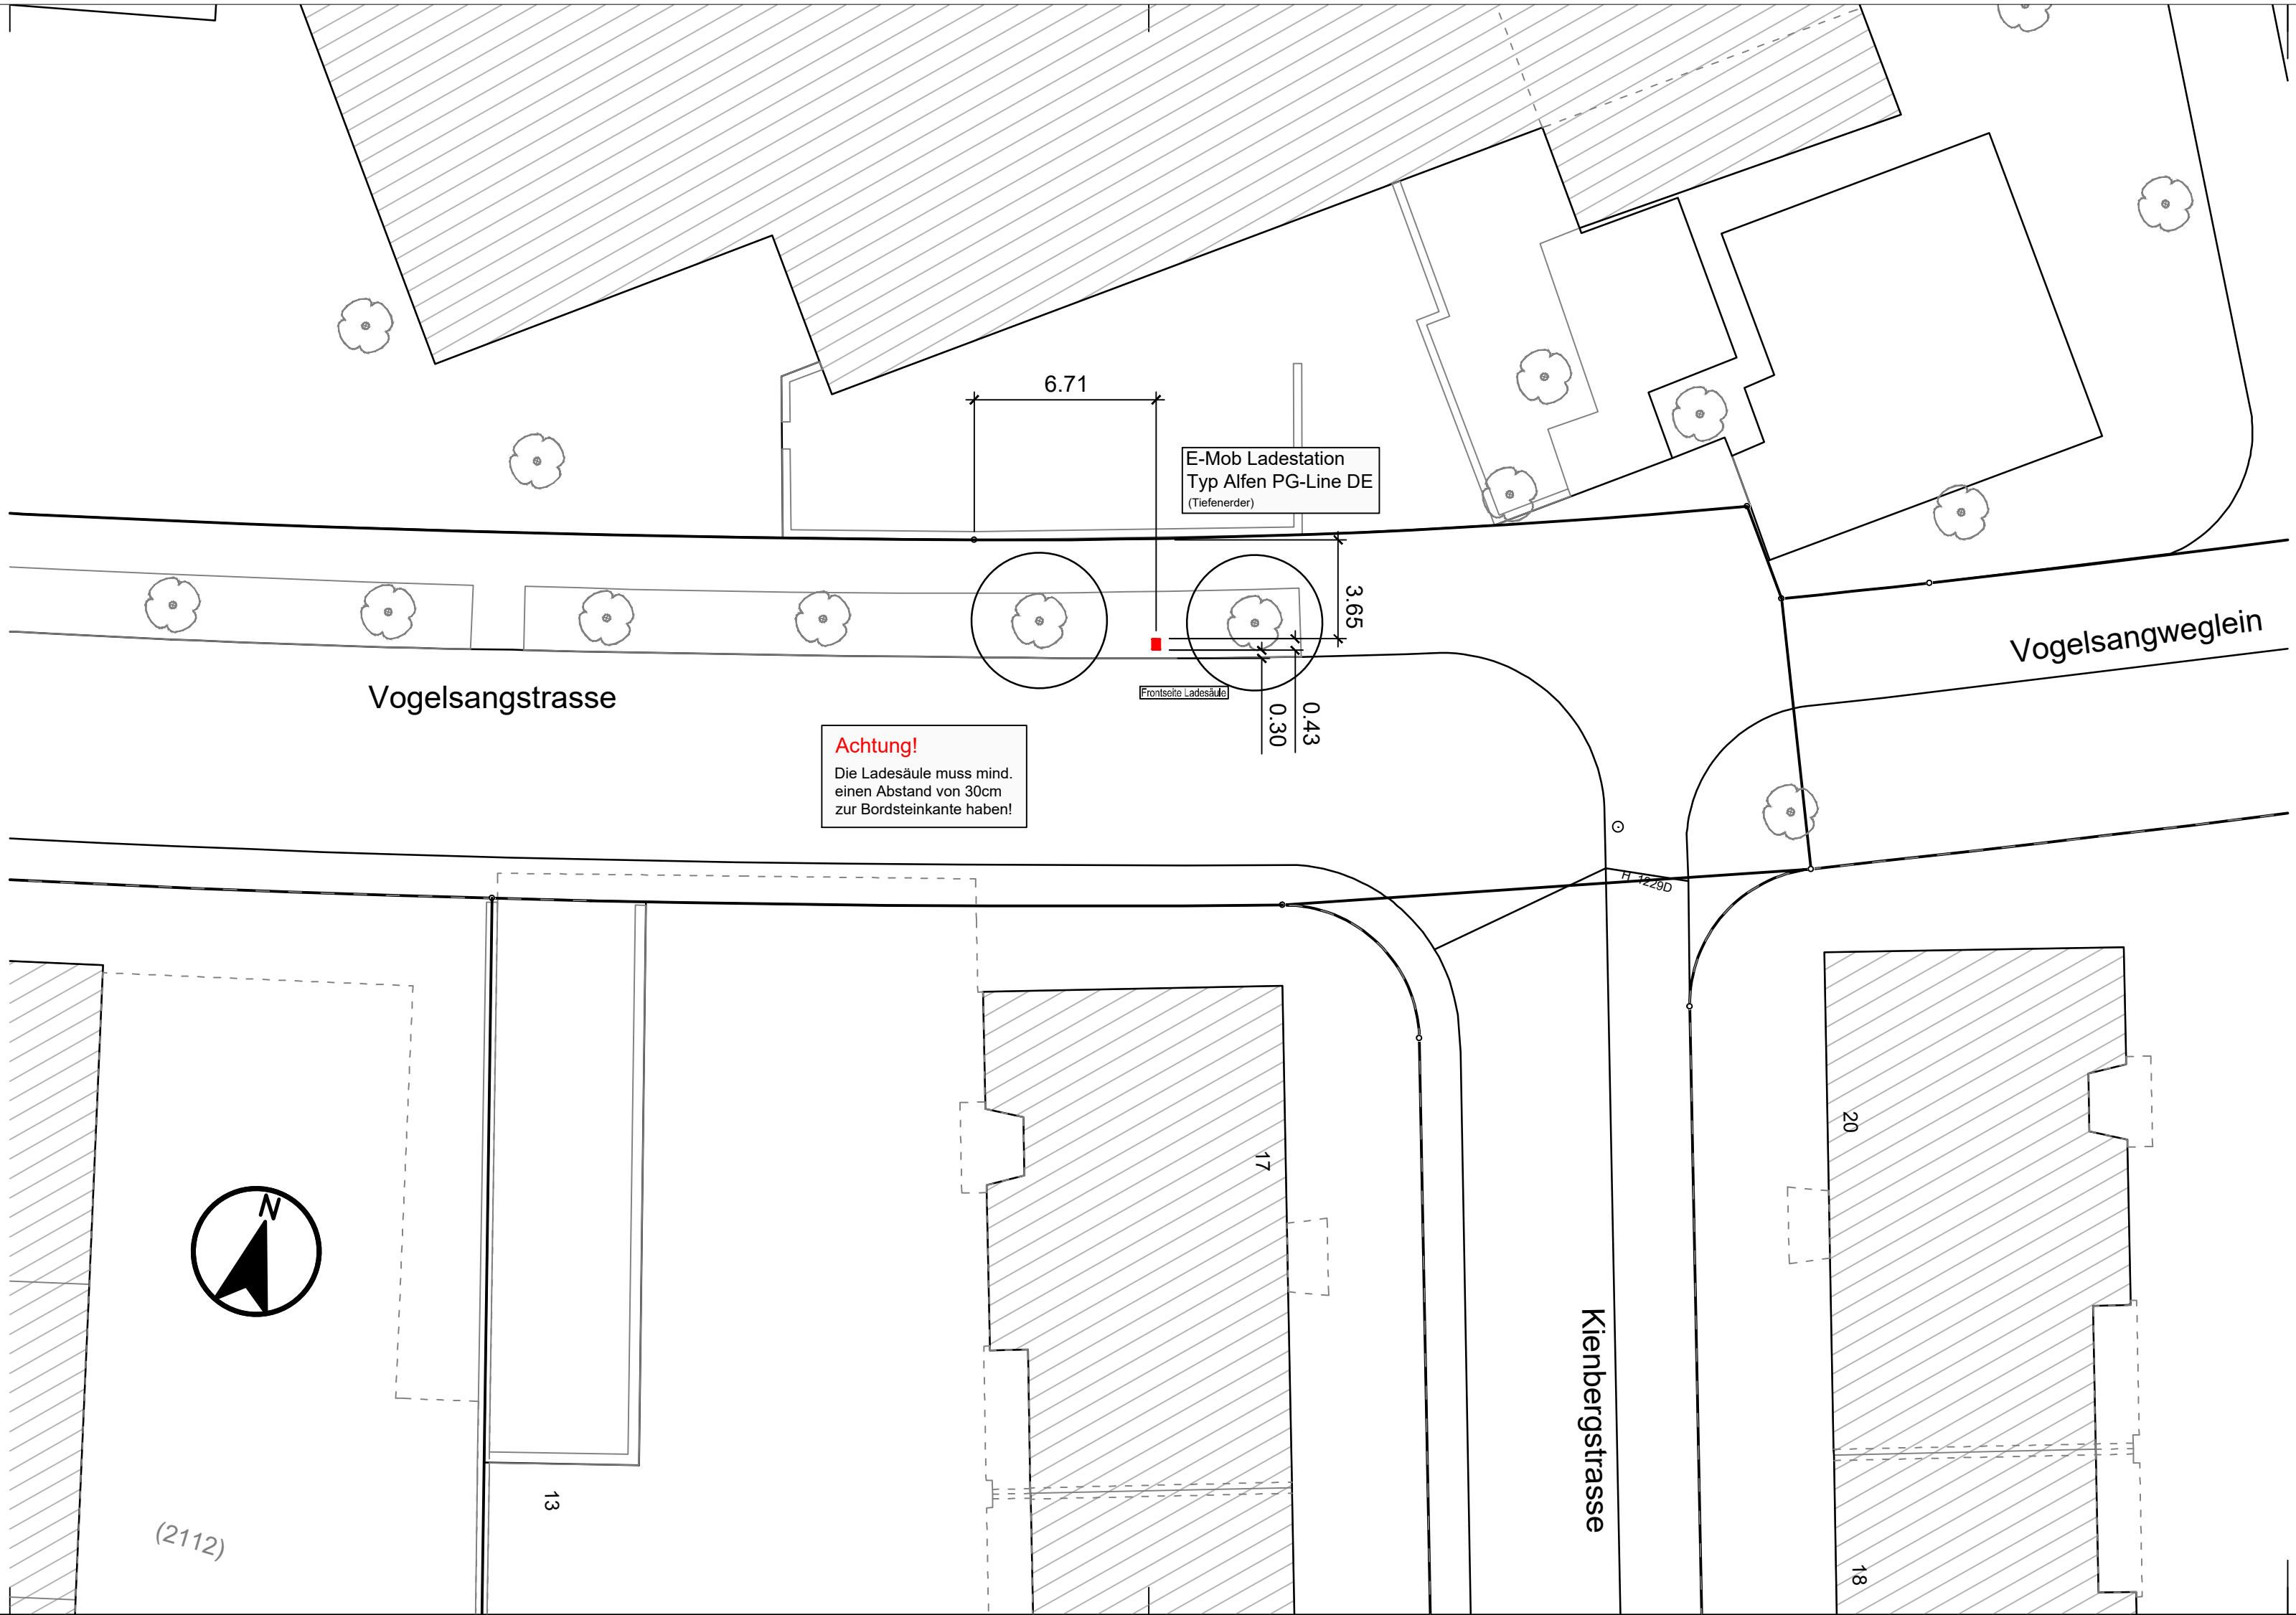 6.71
E-Mob Ladestation
Typ Alfen PG-Line DE
(Tiefenerder)
3.65
Vogelsangweglein
Vogelsangstrasse
Frontseite Ladesäule
0.30
0.43
Achtung!
Die Ladesäule muss mind.
einen Abstand von 30cm
zur Bordsteinkante haben!
H 1229D
20
17
N
Kienbergstrasse
13
(2112)
18